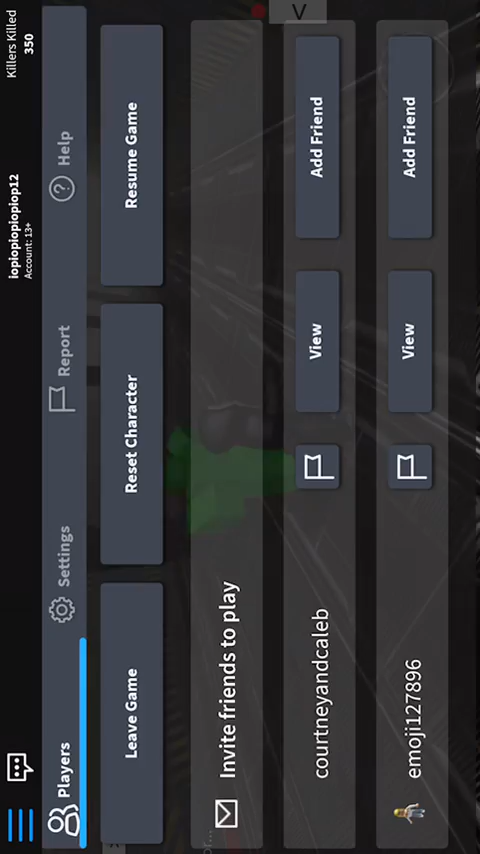 iopiopiopiopiop12
Account: 13+
Killers Killed
350
Players
Settings
Report
Help
Leave Game
Reset Character
Resume Game
Invite friends to play
courtneyandcaleb
View
Add Friend
emoji127896
View
Add Friend
V